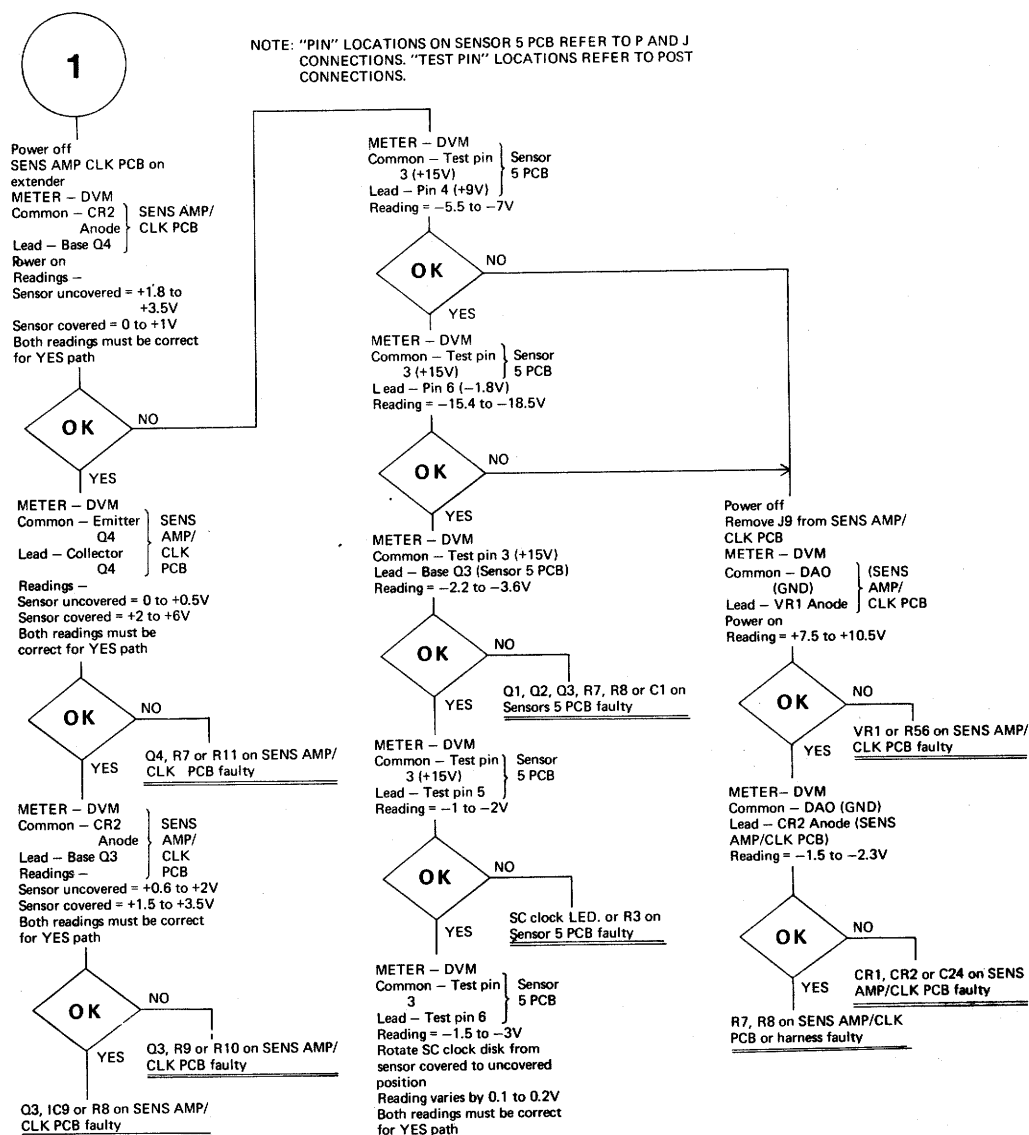 1
NOTE: "PIN" LOCATIONS ON SENSOR 5 PCB REFER TO P AND J
CONNECTIONS. "TEST PIN" LOCATIONS REFER TO POST
CONNECTIONS.
Power off
SENS AMP CLK PCB on
extender
METER – DVM
Common – CR2
Anode
Lead – Base Q4
SENS AMP/
CLK PCB
Power on
Readings –
Sensor uncovered = +1.8 to
+3.5V
Sensor covered = 0 to +1V
Both readings must be correct
for YES path
OK
NO
YES
METER – DVM
Common – Emitter
Q4
Lead – Collector
Q4
SENS
AMP/
CLK
PCB
Readings –
Sensor uncovered = 0 to +0.5V
Sensor covered = +2 to +6V
Both readings must be
correct for YES path
OK
NO
Q4, R7 or R11 on SENS AMP/
CLK PCB faulty
YES
METER – DVM
Common – CR2
Anode
Lead – Base Q3
Readings –
SENS
AMP/
CLK
PCB
Sensor uncovered = +0.6 to +2V
Sensor covered = +1.5 to +3.5V
Both readings must be correct
for YES path
OK
NO
Q3, R9 or R10 on SENS AMP/
CLK PCB faulty
YES
Q3, IC9 or R8 on SENS AMP/
CLK PCB faulty
METER – DVM
Common – Test pin
3 (+15V)
Lead – Pin 4 (+9V)
Sensor
5 PCB
Reading = –5.5 to –7V
OK
NO
YES
METER – DVM
Common – Test pin
3 (+15V)
Sensor
5 PCB
Lead – Pin 6 (–1.8V)
Reading = –15.4 to –18.5V
OK
NO
YES
METER – DVM
Common – Test pin 3 (+15V)
Lead – Base Q3 (Sensor 5 PCB)
Reading = –2.2 to –3.6V
OK
NO
Q1, Q2, Q3, R7, R8 or C1 on
Sensors 5 PCB faulty
YES
METER – DVM
Common – Test pin
3 (+15V)
Lead – Test pin 5
Sensor
5 PCB
Reading = –1 to –2V
OK
NO
SC clock LED. or R3 on
Sensor 5 PCB faulty
YES
METER – DVM
Common – Test pin
3
Lead – Test pin 6
Sensor
5 PCB
Reading = –1.5 to –3V
Rotate SC clock disk from
sensor covered to uncovered
position
Reading varies by 0.1 to 0.2V
Both readings must be correct
for YES path
Power off
Remove J9 from SENS AMP/
CLK PCB
METER – DVM
Common – DAO
(GND)
Lead – VR1 Anode
(SENS
AMP/
CLK PCB
Power on
Reading = +7.5 to +10.5V
OK
NO
VR1 or R56 on SENS AMP/
CLK PCB faulty
YES
METER– DVM
Common – DAO (GND)
Lead – CR2 Anode (SENS
AMP/CLK PCB)
Reading = –1.5 to –2.3V
OK
NO
CR1, CR2 or C24 on SENS
AMP/CLK PCB faulty
YES
R7, R8 on SENS AMP/CLK
PCB or harness faulty